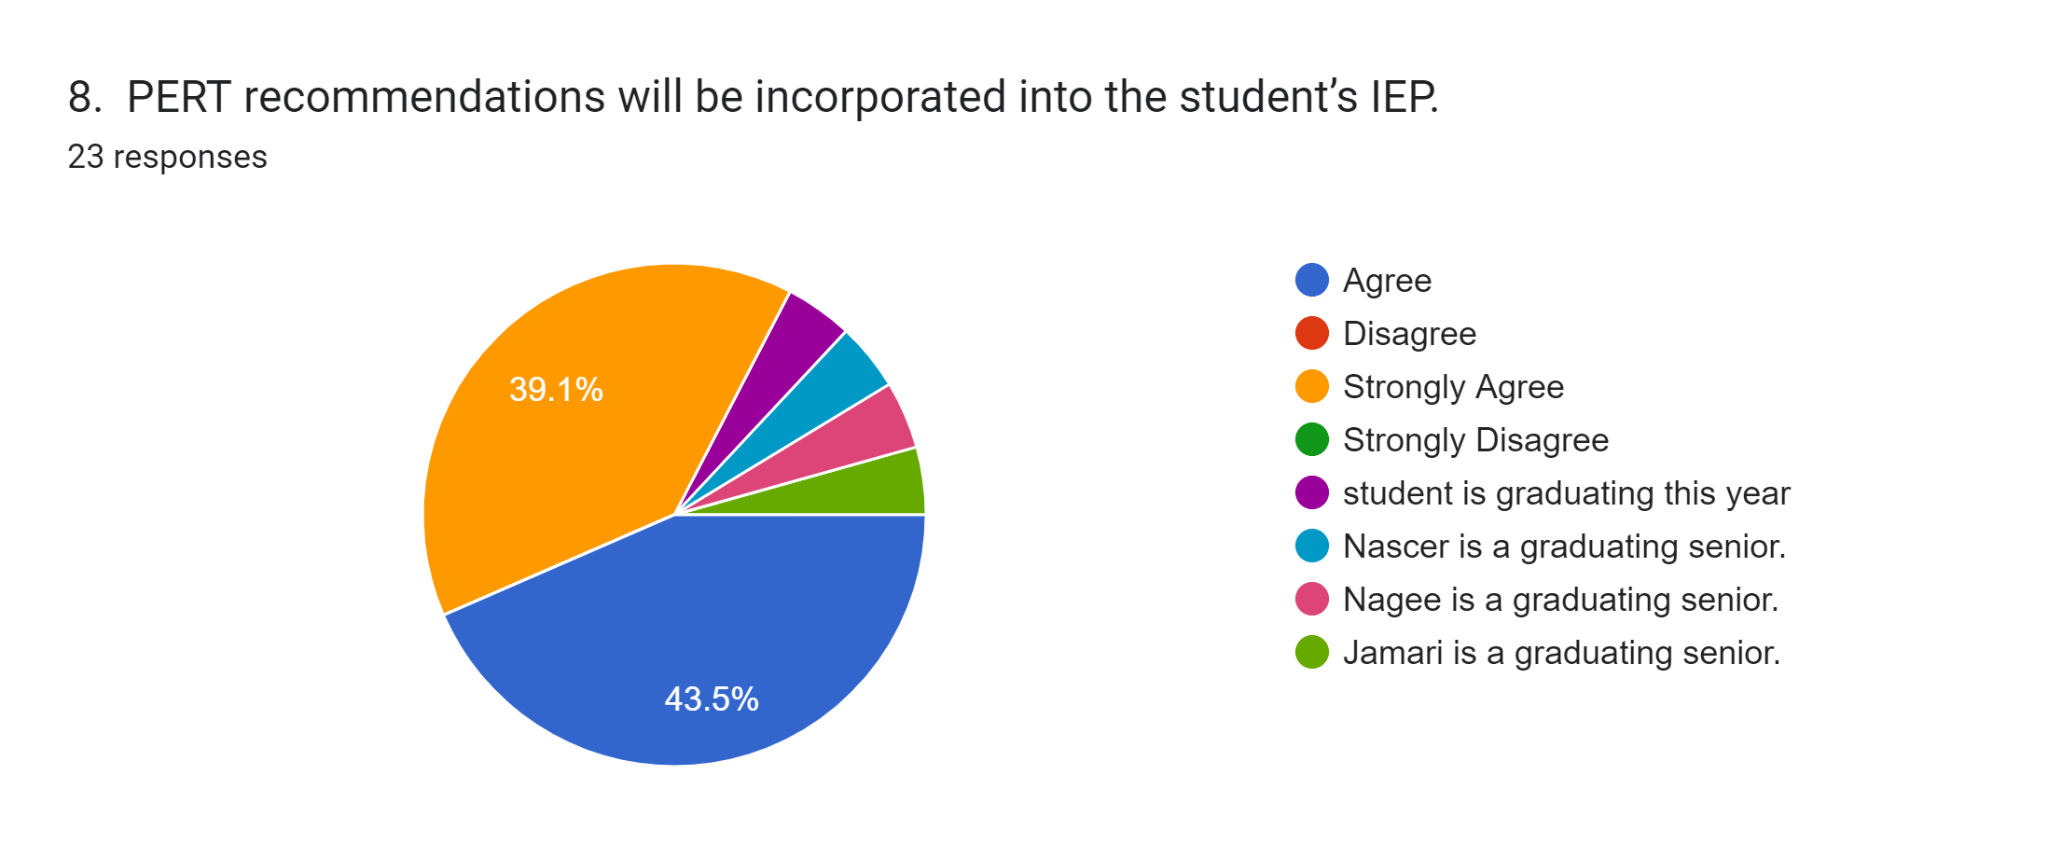 8.  PERT recommendations will be incorporated into the student’s IEP.
23 responses
39.1%
43.5%
Agree
Disagree
Strongly Agree
Strongly Disagree
student is graduating this year
Nascer is a graduating senior.
Nagee is a graduating senior.
Jamari is a graduating senior.